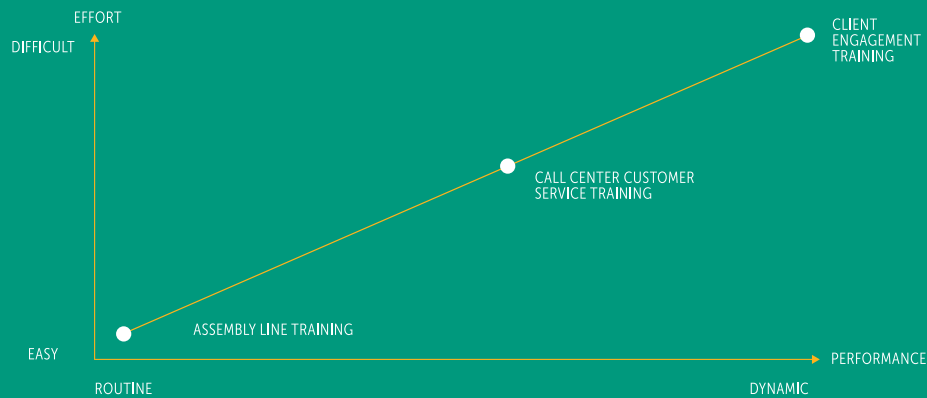 EFFORT
DIFFICULT
CLIENT
ENGAGEMENT
TRAINING
CALL CENTER CUSTOMER
SERVICE TRAINING
ASSEMBLY LINE TRAINING
EASY
PERFORMANCE
ROUTINE
DYNAMIC